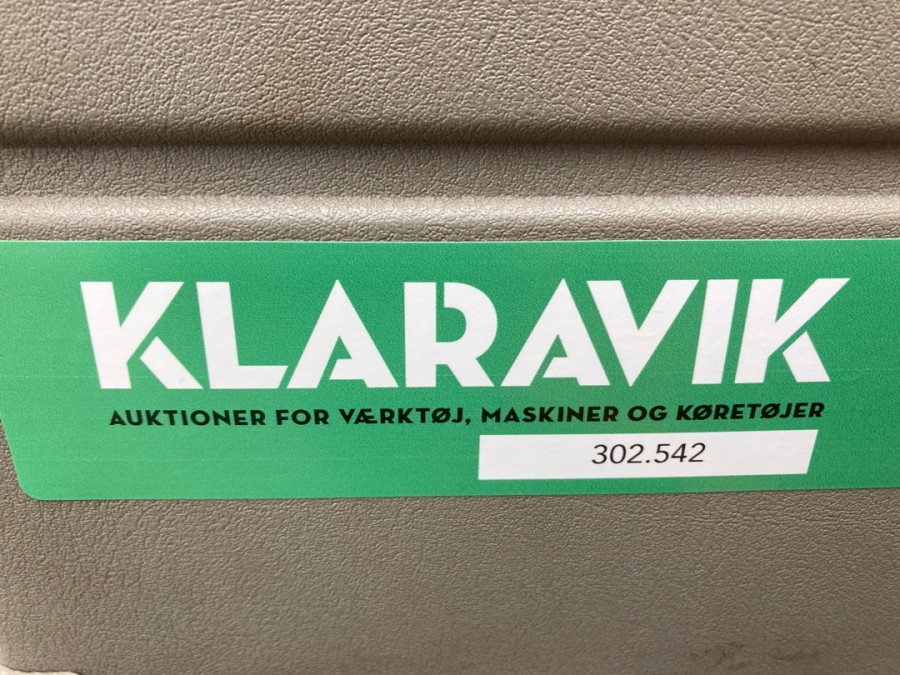 KLARAVIK
AUKTIONER FOR VÆRKTØJ, MASKINER OG KØRETØJER
302.542